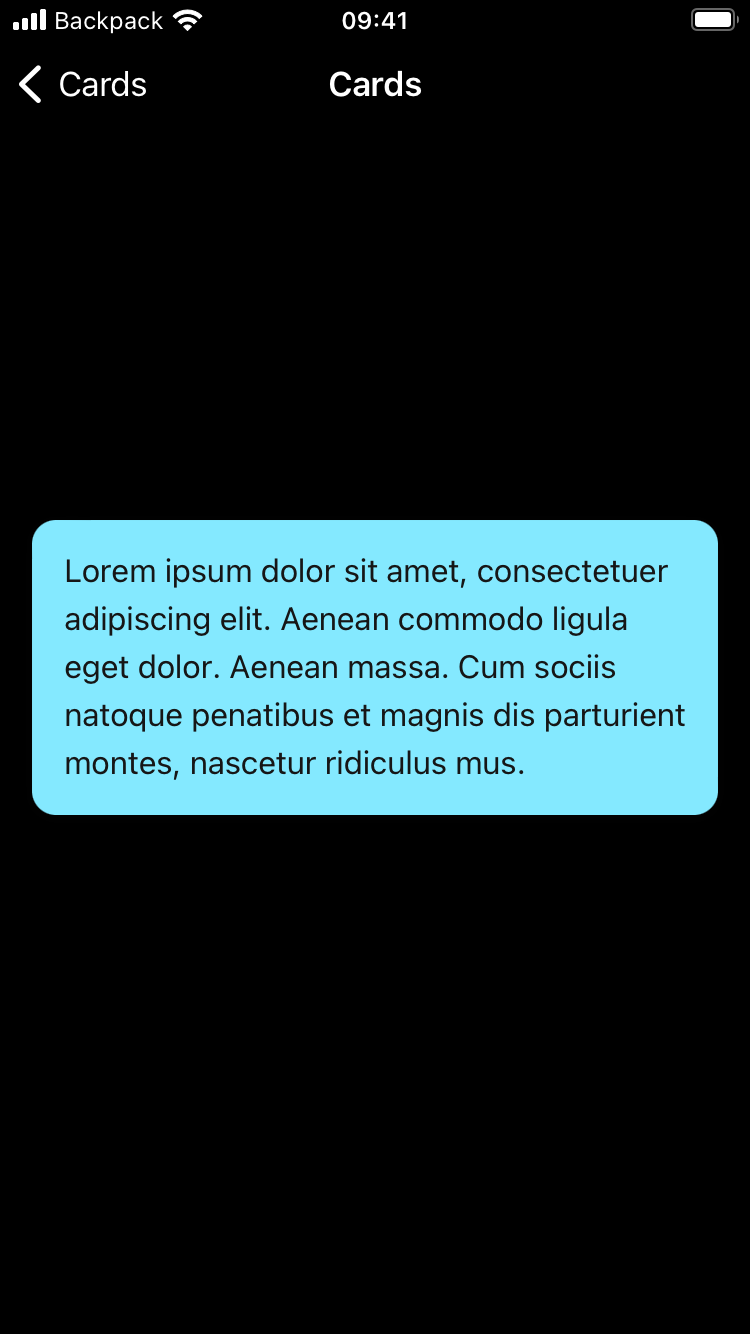 Backpack 09:41
Cards Cards
Lorem ipsum dolor sit amet, consectetuer
adipiscing elit. Aenean commodo ligula
eget dolor. Aenean massa. Cum sociis
natoque penatibus et magnis dis parturient
montes, nascetur ridiculus mus.